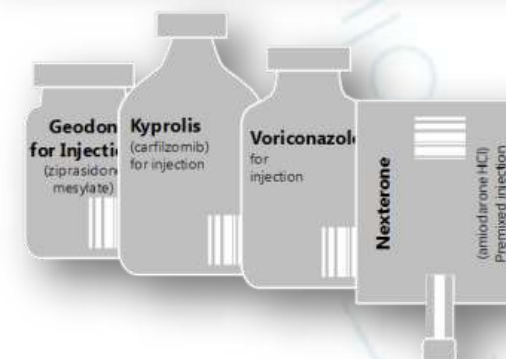 Geodon
for Injecti
(ziprasidon
mesylate)
Kyprolis
(carfilzomib)
for injection
Voriconazol
for
injection
Nexterone
(amiodarone HCl)
Premixed injection